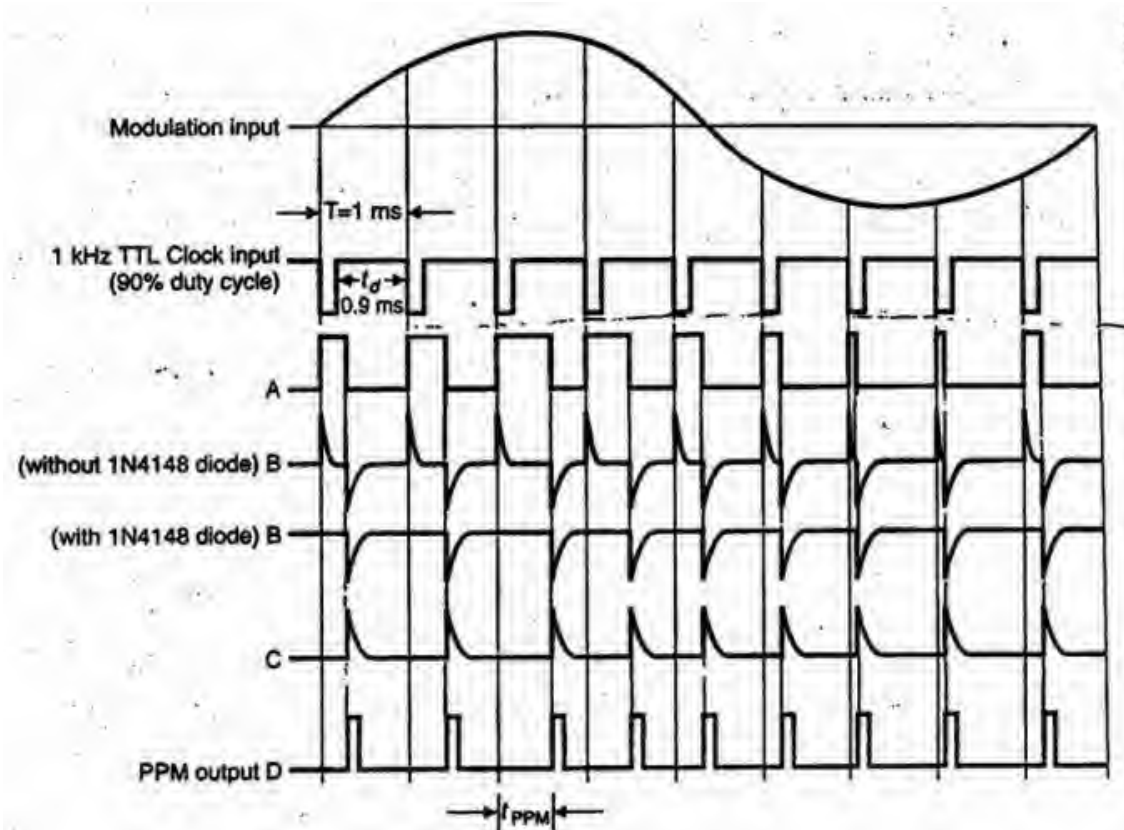 Modulation input
T=1 ms
1 kHz TTL Clock input
(90% duty cycle)
t_d
0.9 ms
A
(without 1N4148 diode) B
(with 1N4148 diode) B
C
PPM output D
t_PPM